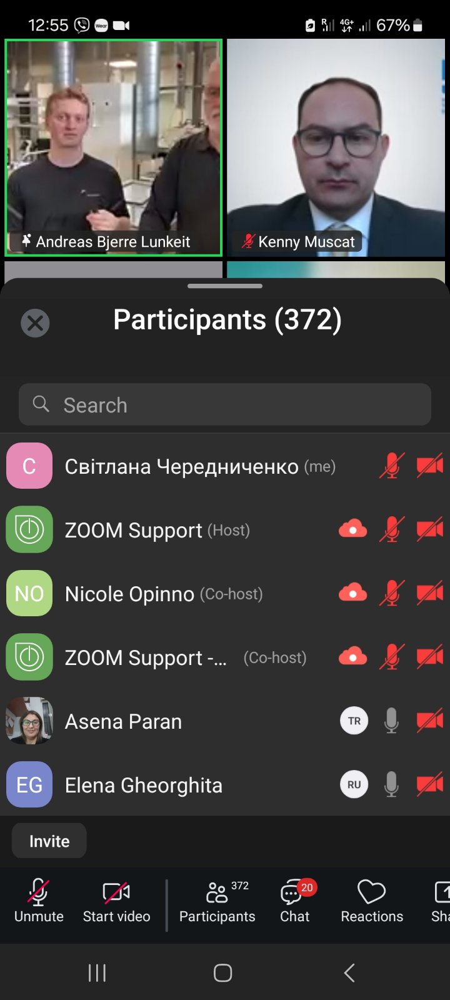 12:55 Wear R 4G+ 67%
Andreas Bjerre Lunkeit
Kenny Muscat
Participants (372)
Search
С Світлана Чередниченко (me)
ZOOM Support (Host)
NO Nicole Opinno (Co-host)
ZOOM Support -... (Co-host)
Asena Paran TR
EG Elena Gheorghita RU
Invite
372 20
Unmute Start video Participants Chat Reactions Sha